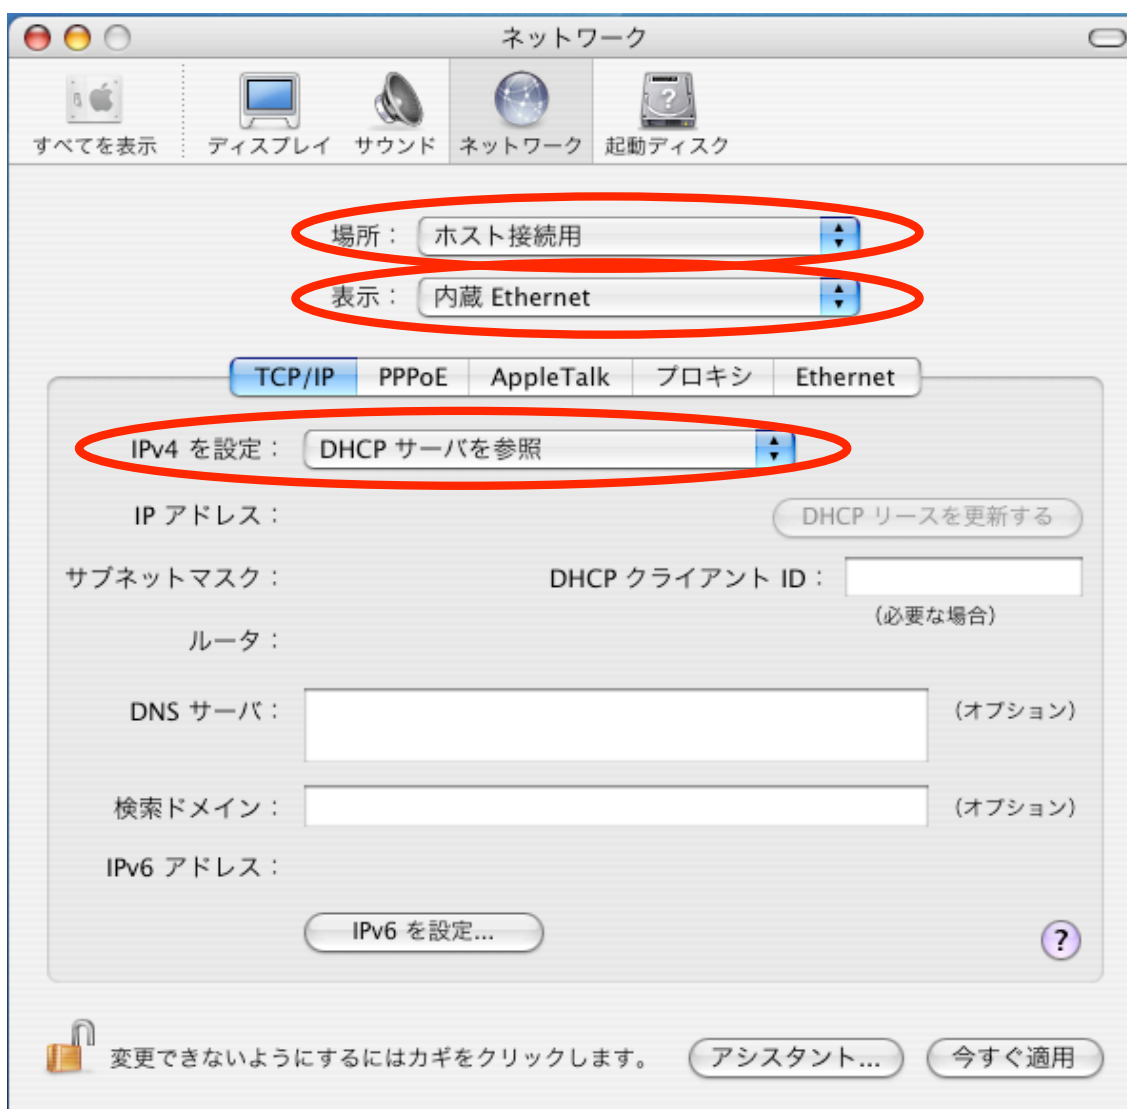 ネットワーク
すべてを表示 ディスプレイ サウンド ネットワーク 起動ディスク
場所： ホスト接続用
表示： 内蔵 Ethernet
TCP/IP PPPoE AppleTalk プロキシ Ethernet
IPv4 を設定： DHCP サーバを参照
IP アドレス： DHCP リースを更新する
サブネットマスク： DHCP クライアント ID：
（必要な場合）
ルータ：
DNS サーバ： （オプション）
検索ドメイン： （オプション）
IPv6 アドレス：
IPv6 を設定...
?
変更できないようにするにはカギをクリックします。 アシスタント... 今すぐ適用